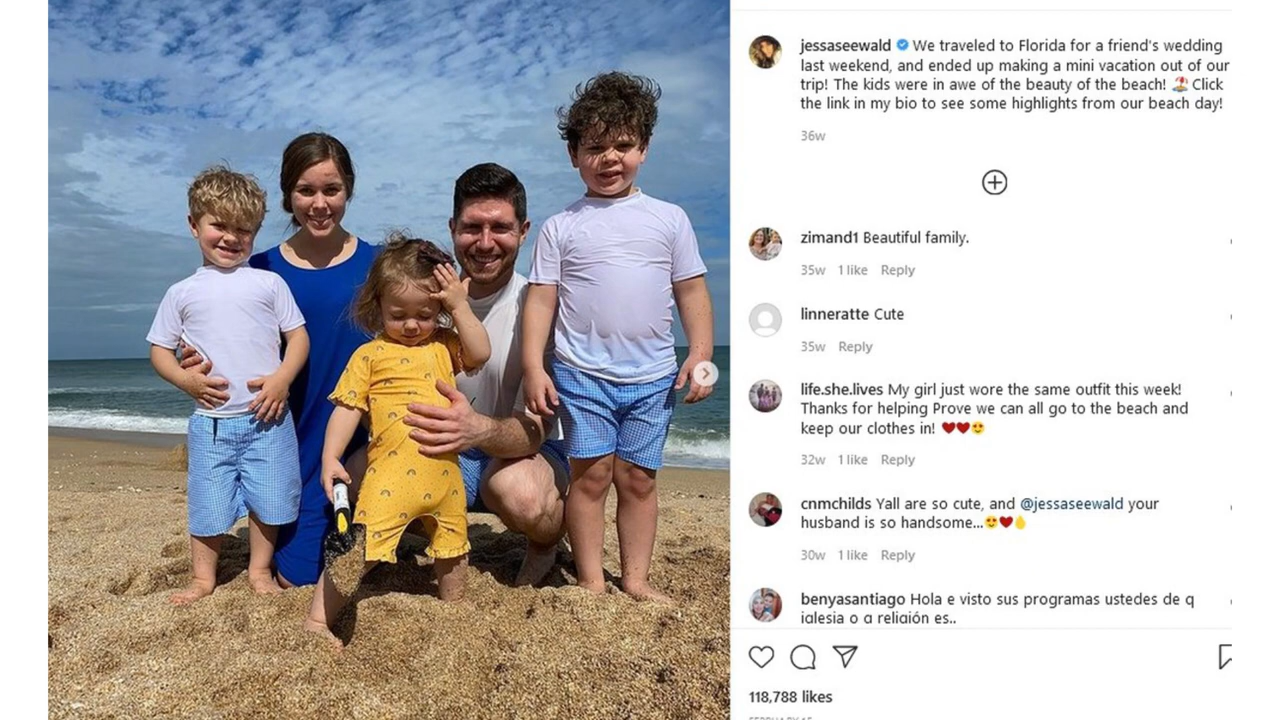 jessaseewald We traveled to Florida for a friend's wedding
last weekend, and ended up making a mini vacation out of our
trip! The kids were in awe of the beauty of the beach! 🏖️ Click
the link in my bio to see some highlights from our beach day!
36w
zimand1 Beautiful family.
35w 1 like Reply
linneratte Cute
35w Reply
life.she.lives My girl just wore the same outfit this week!
Thanks for helping Prove we can all go to the beach and
keep our clothes in! ❤️❤️😍
32w 1 like Reply
cnmchilds Yall are so cute, and @jessaseewald your
husband is so handsome...😍❤️💧
30w 1 like Reply
benyasantiago Hola e visto sus programas ustedes de q
iglesia o q religión es..
118,788 likes
FEBRUARY 15